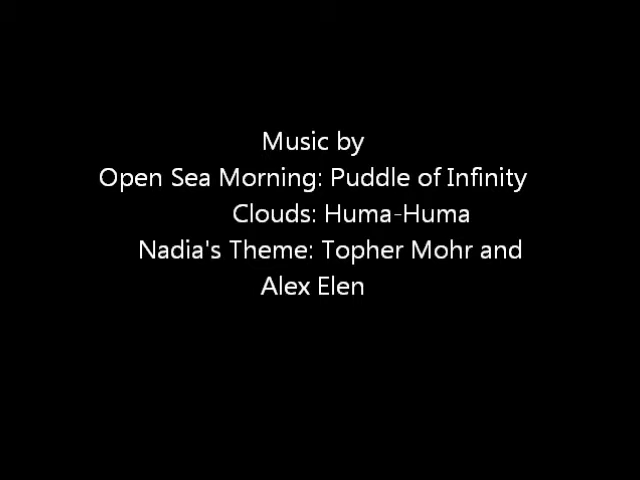 Music by
Open Sea Morning: Puddle of Infinity
Clouds: Huma-Huma
Nadia's Theme: Topher Mohr and
Alex Elen